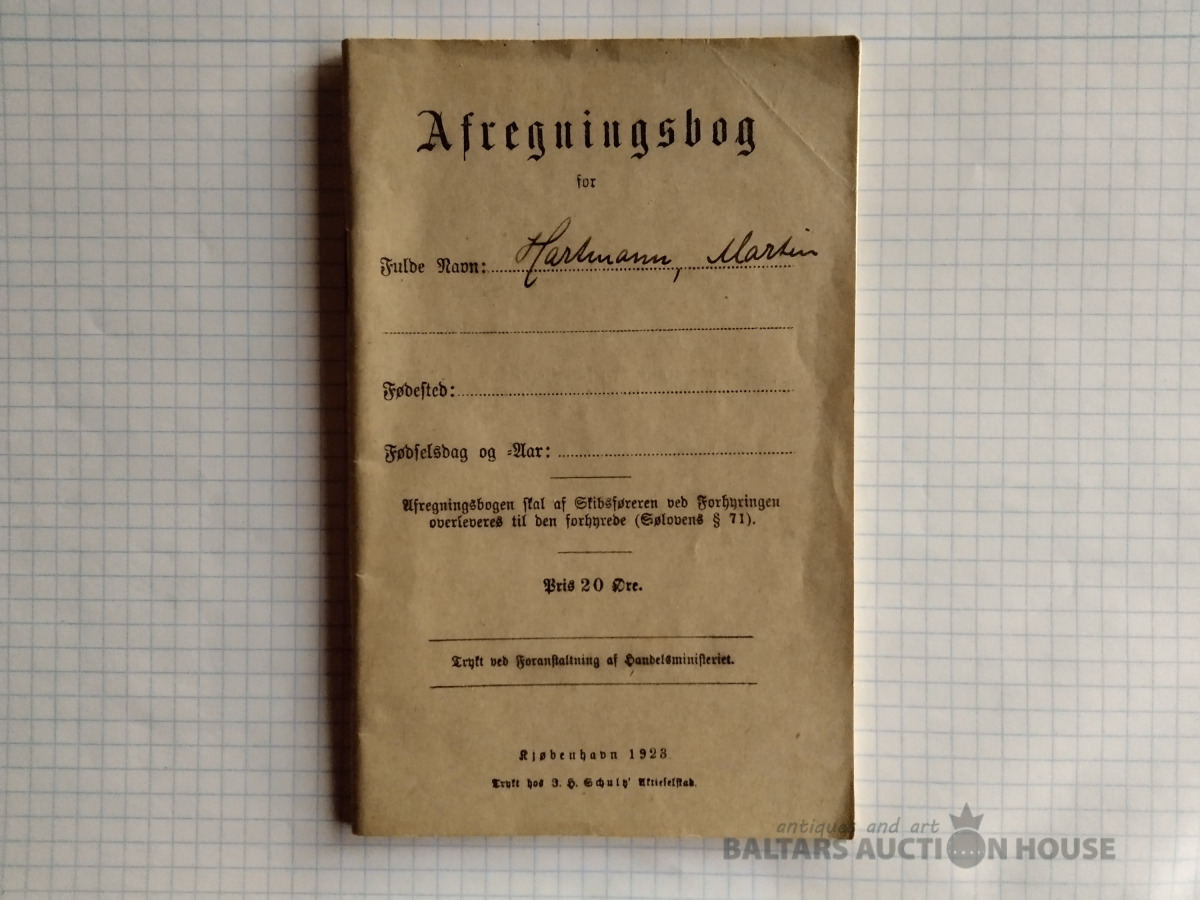 Afregningsbog
for
Fulde Navn: Hartmann, Martin
Fødested:
Fødselsdag og =Aar:
Afregningsbogen skal af Skibsføreren ved Forhyringen
overleveres til den forhyrede (Sølovens § 71).
Pris 20 Øre.
Trykt ved Foranstaltning af Handelsministeriet.
Kjøbenhavn 1923.
Trykt hos J. H. Schultz' Aktieselskab.
antiques and art
BALTARS AUCTION HOUSE